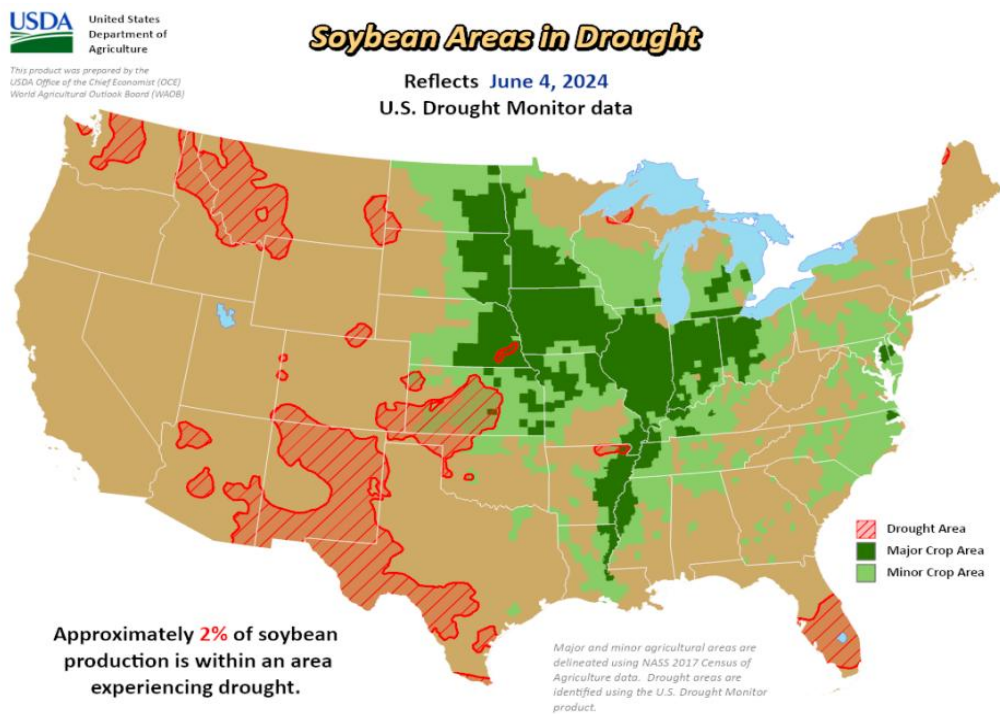 USDA
United States
Department of
Agriculture
This product was prepared by the
USDA Office of the Chief Economist (OCE)
World Agricultural Outlook Board (WAOB)
Soybean Areas in Drought
Reflects June 4, 2024
U.S. Drought Monitor data
Drought Area
Major Crop Area
Minor Crop Area
Approximately 2% of soybean
production is within an area
experiencing drought.
Major and minor agricultural areas are
delineated using NASS 2017 Census of
Agriculture data. Drought areas are
identified using the U.S. Drought Monitor
product.